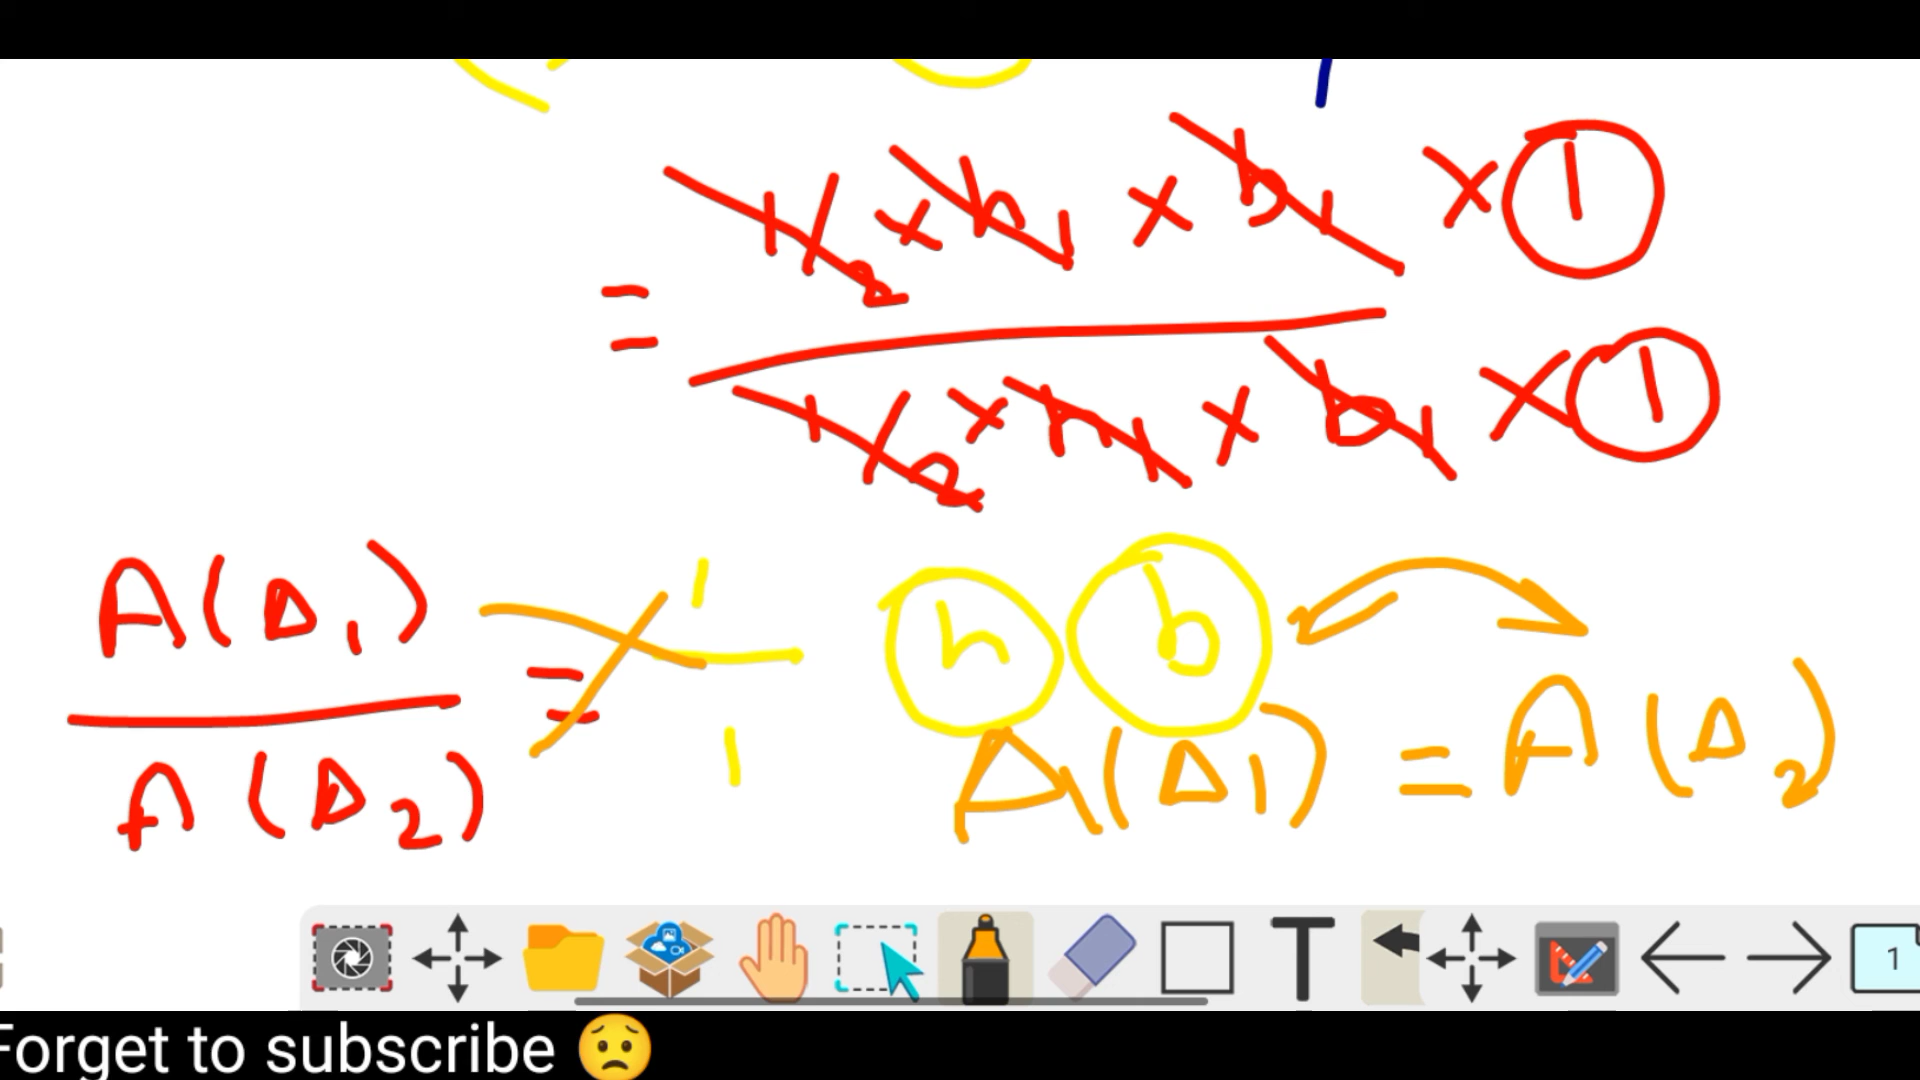 1/2 × h1 × b1 × 1
=
1/2 × h1 × b1 × 1
A(Δ1) = 1 h b
A(Δ2) 1 A(Δ1) = A(Δ2)
T 1
Forget to subscribe 😟